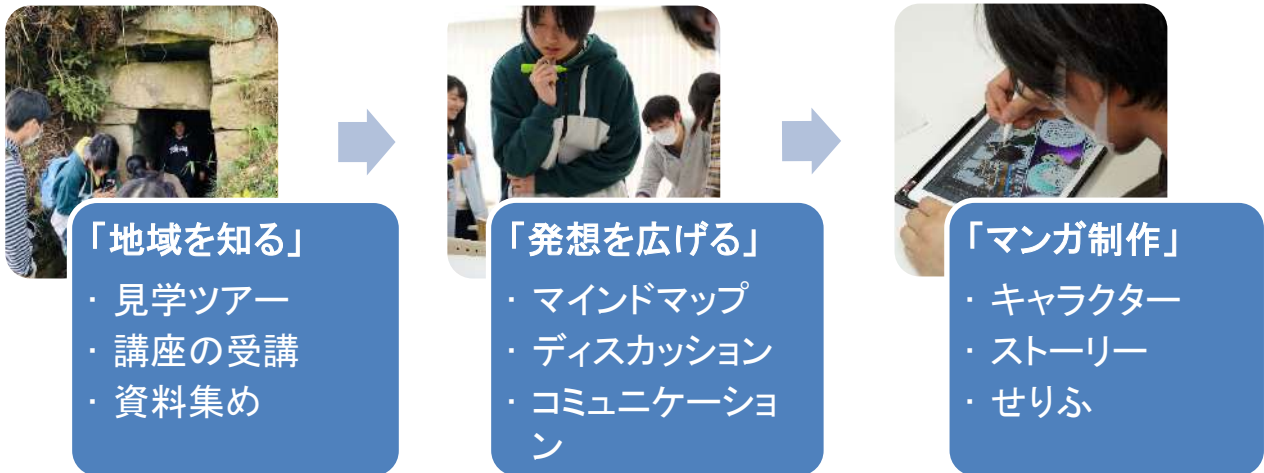 「地域を知る」
・見学ツアー
・講座の受講
・資料集め
「発想を広げる」
・マインドマップ
・ディスカッション
・コミュニケーショ
ン
「マンガ制作」
・キャラクター
・ストーリー
・せりふ